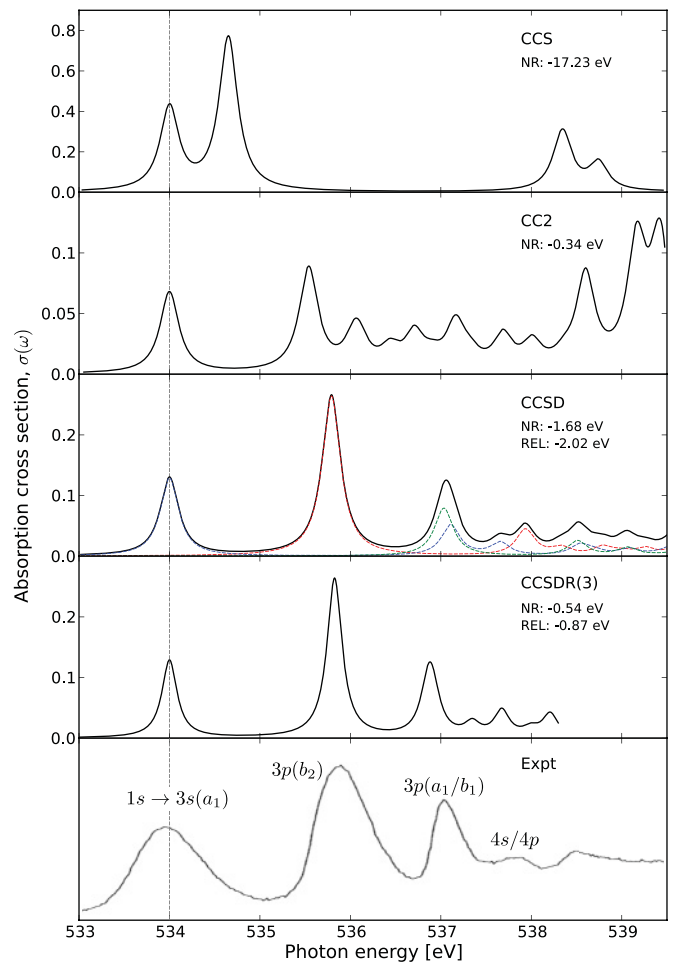 CCS
NR: -17.23 eV
0.8
0.6
0.4
0.2
0.0
CC2
NR: -0.34 eV
0.1
0.05
0.0
CCSD
NR: -1.68 eV
REL: -2.02 eV
0.2
0.1
0.0
CCSDR(3)
NR: -0.54 eV
REL: -0.87 eV
0.2
0.1
0.0
Absorption cross section, σ(ω)
Expt
1s → 3s(a₁)
3p(b₂)
3p(a₁/b₁)
4s/4p
533 534 535 536 537 538 539
Photon energy [eV]